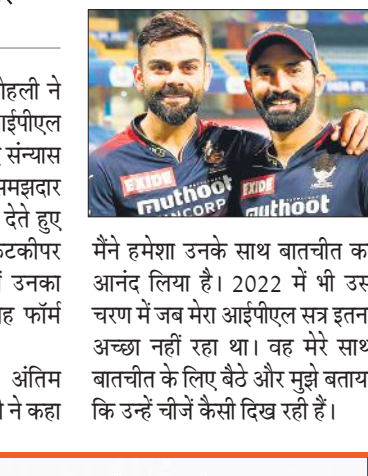 ोहली ने
आईपीएल
संन्यास
समझदार
देते हुए
केटकीपर
उनका
ह फॉर्म
अंतिम
ने कहा
EXIDE
muthoot
NCORP
EXIDE
muthoot
मैंने हमेशा उनके साथ बातचीत क
आनंद लिया है। 2022 में भी उस
चरण में जब मेरा आईपीएल सत्र इतन
अच्छा नहीं रहा था। वह मेरे साथ
बातचीत के लिए बैठे और मुझे बताय
कि उन्हें चीजें कैसी दिख रही हैं।